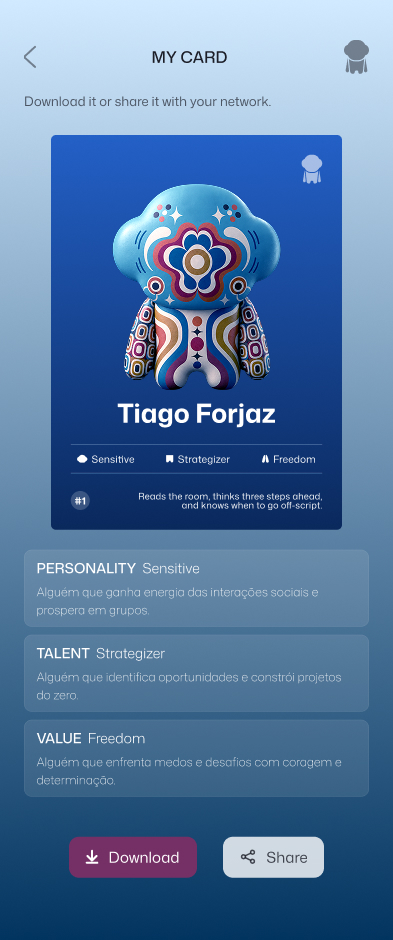 MY CARD
Download it or share it with your network.
Tiago Forjaz
Sensitive Strategizer Freedom
#1
Reads the room, thinks three steps ahead,
and knows when to go off-script.
PERSONALITY Sensitive
Alguém que ganha energia das interações sociais e
prospera em grupos.
TALENT Strategizer
Alguém que identifica oportunidades e constrói projetos
do zero.
VALUE Freedom
Alguém que enfrenta medos e desafios com coragem e
determinação.
Download Share